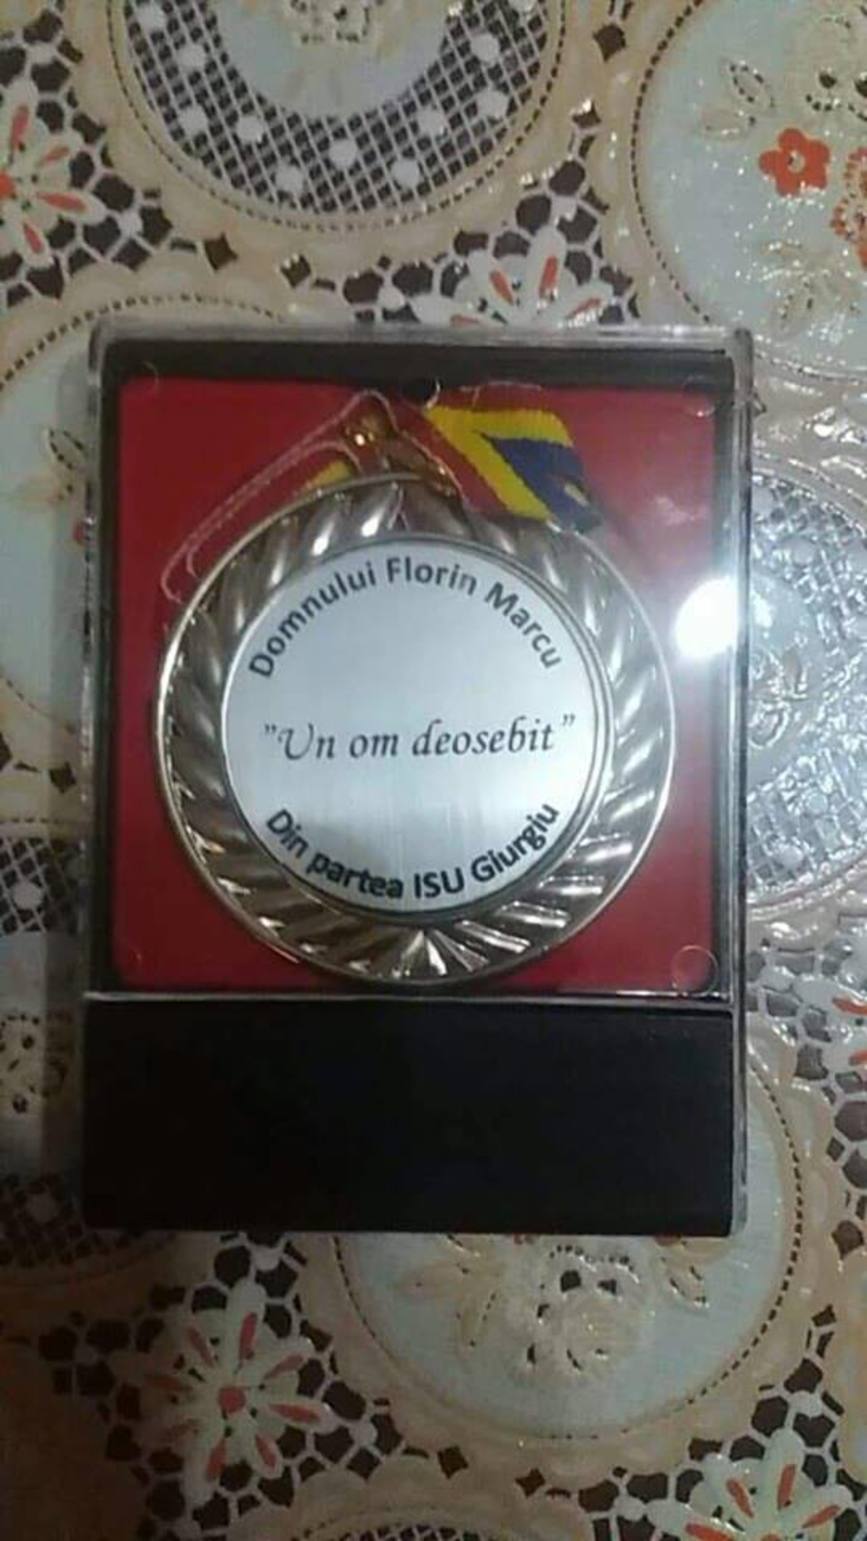 Domnului Florin Marcu
"Un om deosebit"
Din partea ISU Giurgiu